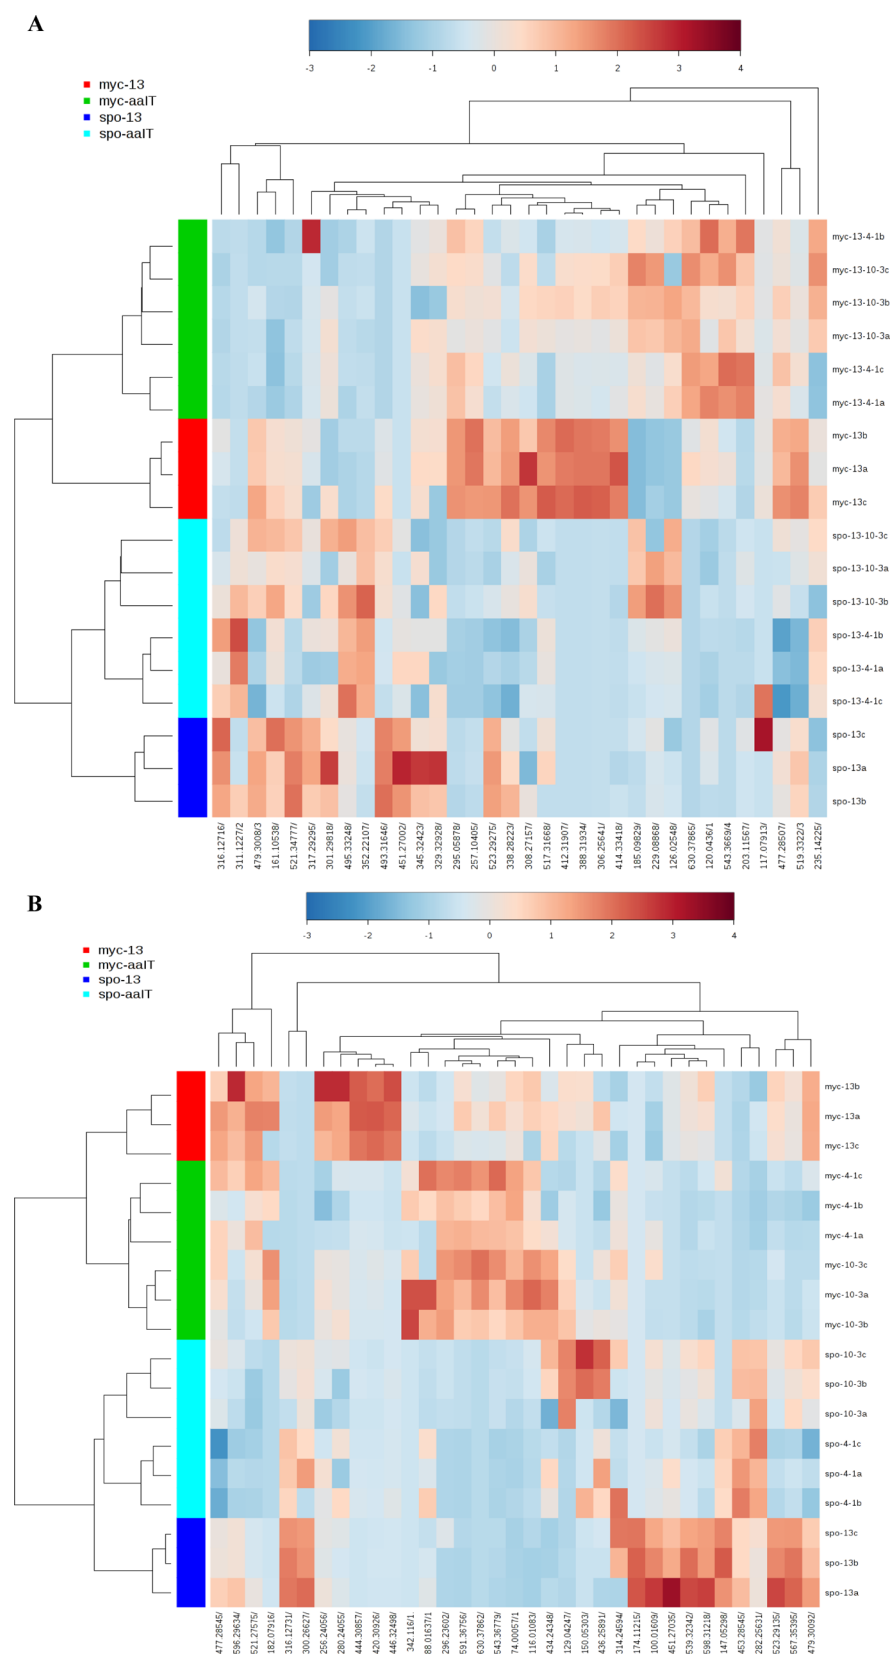 A
-3 -2 -1 0 1 2 3 4
myc-13
myc-aalT
spo-13
spo-aalT
myc-13-4-1b
myc-13-10-3c
myc-13-10-3b
myc-13-10-3a
myc-13-4-1c
myc-13-4-1a
myc-13b
myc-13a
myc-13c
spo-13-10-3c
spo-13-10-3a
spo-13-10-3b
spo-13-4-1b
spo-13-4-1a
spo-13-4-1c
spo-13c
spo-13a
spo-13b
316.12716/
311.1227/2
479.3008/3
161.10538/
521.34777/
317.29295/
301.29818/
495.33248/
352.22107/
493.31646/
451.27002/
345.32423/
329.32928/
295.05878/
257.10405/
523.29275/
338.28223/
308.27157/
517.31668/
412.31907/
388.31934/
306.25641/
414.33418/
185.09829/
229.08868/
126.02548/
630.37865/
120.0436/1
543.3669/4
203.11567/
117.07913/
477.28507/
519.3322/3
235.14225/
B
-3 -2 -1 0 1 2 3 4
myc-13
myc-aalT
spo-13
spo-aalT
myc-13b
myc-13a
myc-13c
myc-4-1c
myc-4-1b
myc-4-1a
myc-10-3c
myc-10-3a
myc-10-3b
spo-10-3c
spo-10-3b
spo-10-3a
spo-4-1c
spo-4-1a
spo-4-1b
spo-13c
spo-13b
spo-13a
477.28545/
596.29634/
521.27575/
182.07916/
316.12731/
300.26627/
256.24056/
280.24055/
444.30857/
420.30926/
446.32498/
342.116/1.
88.01637/1
296.23602/
591.36756/
630.37862/
543.36779/
74.00057/1
116.01083/
434.24348/
129.04247/
150.05303/
436.25891/
314.24594/
174.11215/
100.01609/
451.27035/
539.32342/
598.31218/
147.05298/
453.28545/
282.25631/
523.29135/
567.35395/
479.30092/